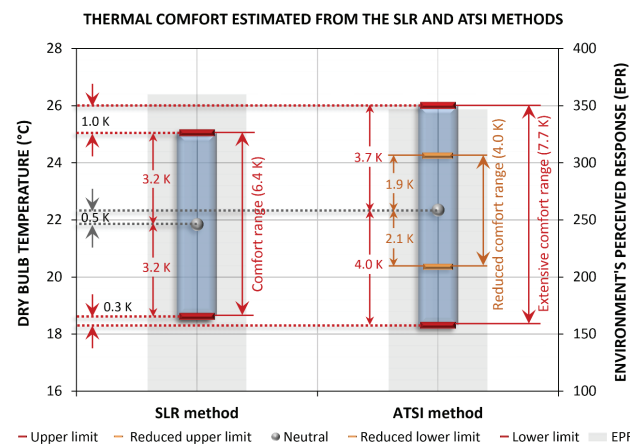 THERMAL COMFORT ESTIMATED FROM THE SLR AND ATSI METHODS
DRY BULB TEMPERATURE (°C)
28
26
24
22
20
18
16
1.0 K
0.5 K
0.3 K
3.2 K
3.2 K
Comfort range (6.4 K)
3.7 K
4.0 K
1.9 K
2.1 K
Reduced comfort range (4.0 K)
Extensive comfort range (7.7 K)
400
350
300
250
200
150
100
ENVIRONMENT'S PERCEIVED RESPONSE (EPR)
SLR method
ATSI method
Upper limit Reduced upper limit Neutral Reduced lower limit Lower limit EPR